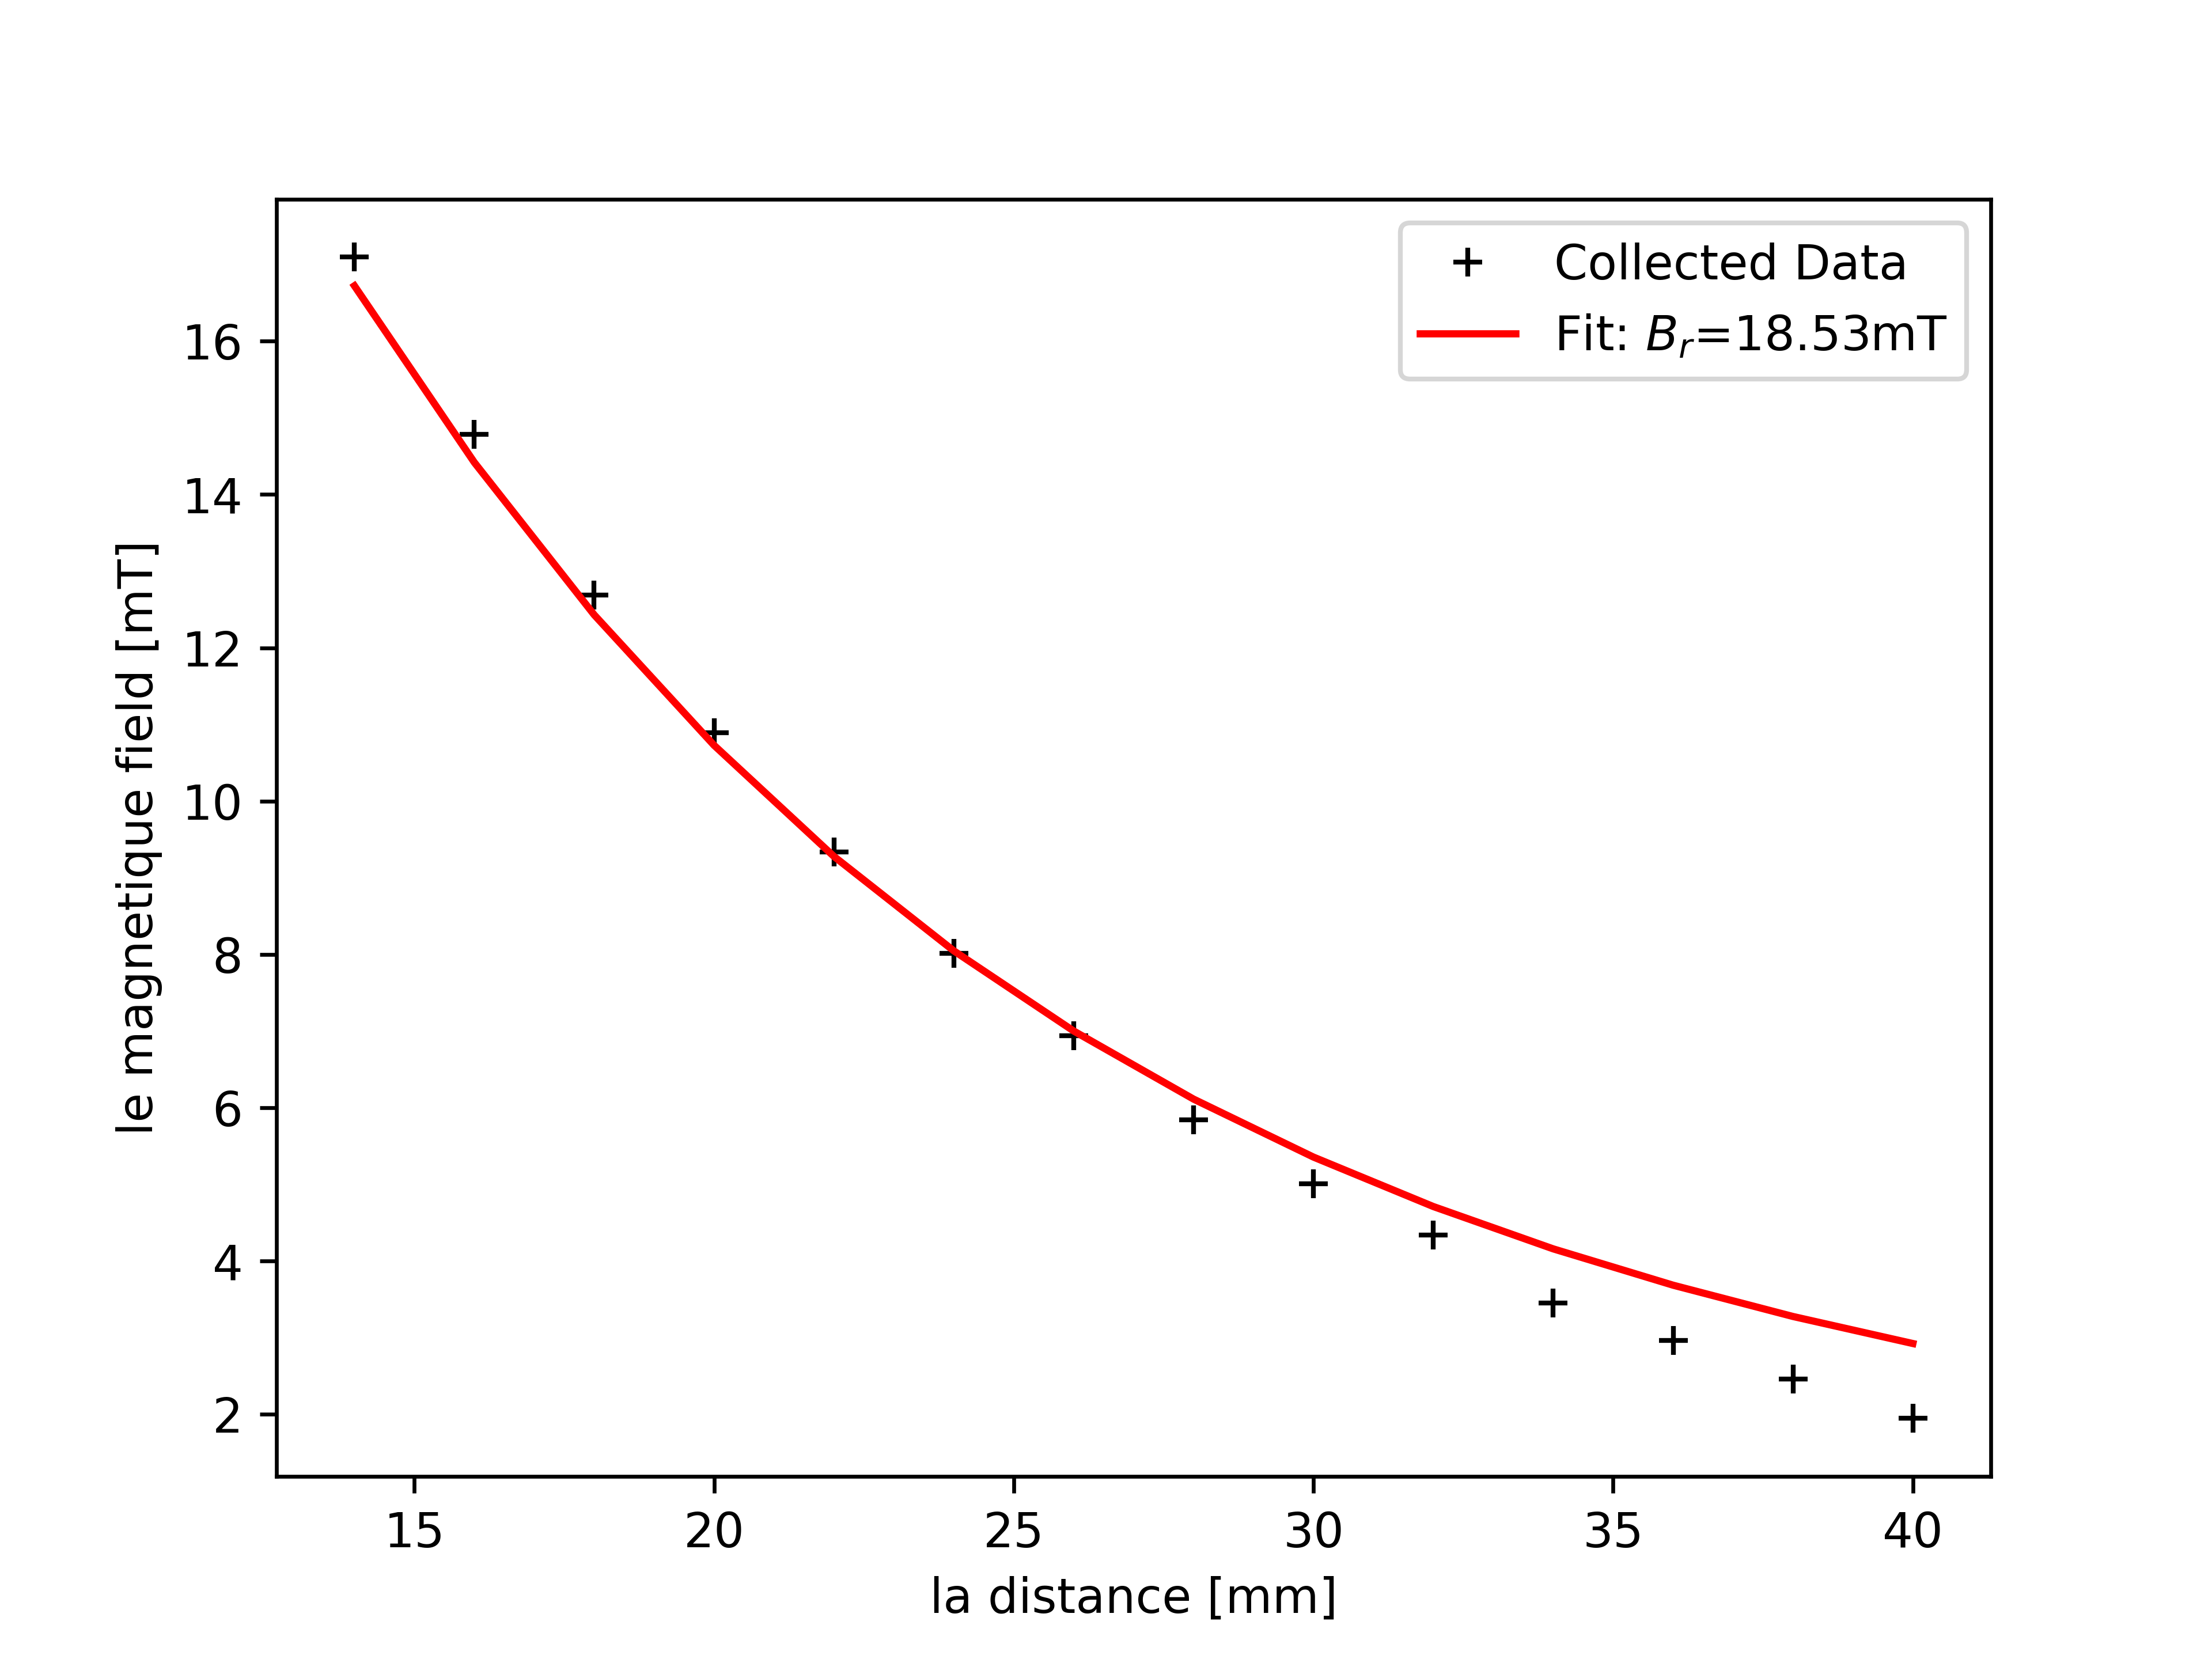 Collected Data
Fit: Br=18.53mT
le magnetique field [mT]
16
14
12
10
8
6
4
2
15 20 25 30 35 40
la distance [mm]